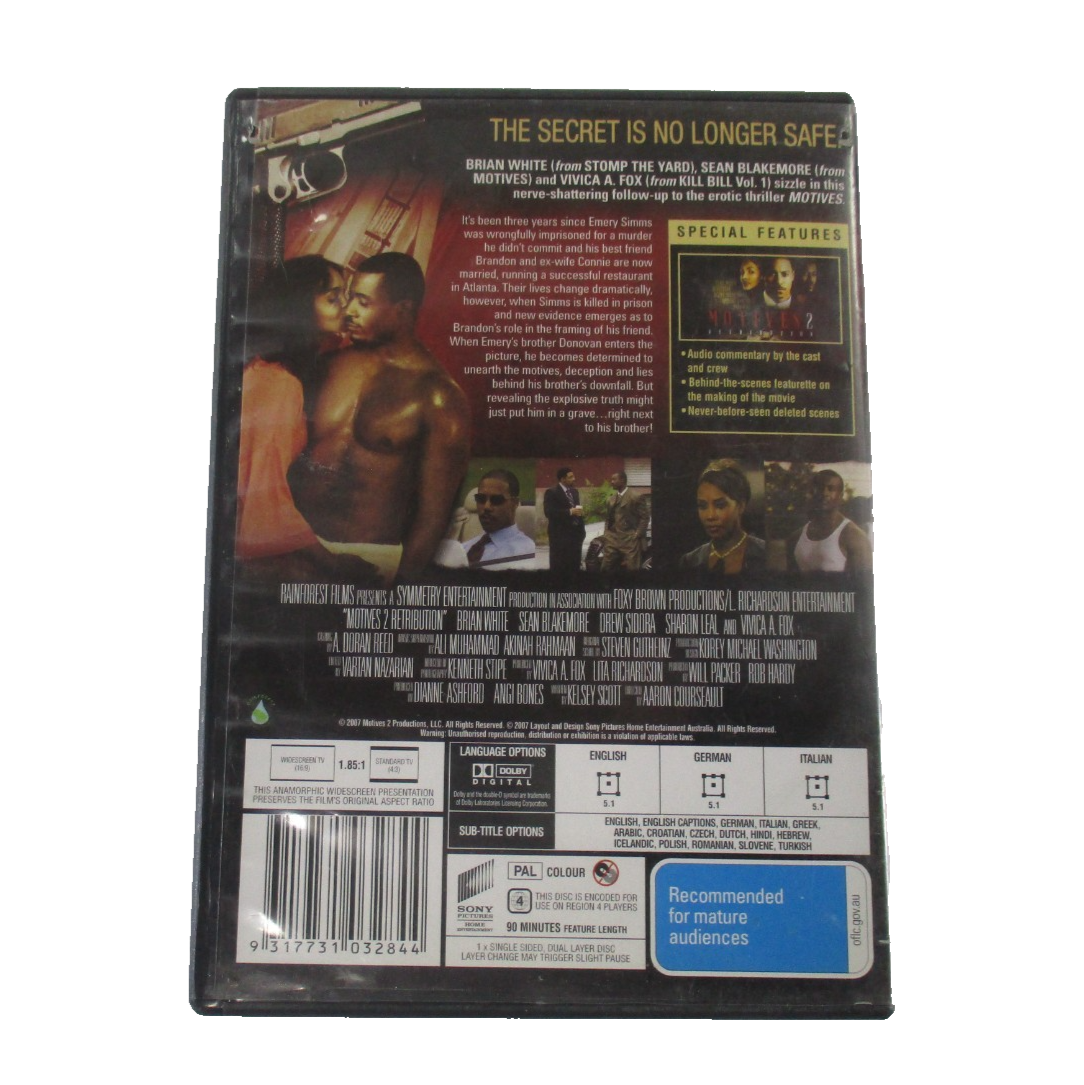 THE SECRET IS NO LONGER SAFE.
BRIAN WHITE (from STOMP THE YARD), SEAN BLAKEMORE (from
MOTIVES) and VIVICA A. FOX (from KILL BILL Vol. 1) sizzle in this
nerve-shattering follow-up to the erotic thriller MOTIVES.
It's been three years since Emery Simms
was wrongfully imprisoned for a murder
he didn't commit and his best friend
Brandon and ex-wife Connie are now
married, running a successful restaurant
in Atlanta. Their lives change dramatically,
however, when Simms is killed in prison
and new evidence emerges as to
Brandon's role in the framing of his friend.
When Emery's brother Donovan enters the
picture, he becomes determined to
unearth the motives, deception and lies
behind his brother's downfall. But
revealing the explosive truth might
just put him in a grave...right next
to his brother!
SPECIAL FEATURES
MOTIVES 2
• Audio commentary by the cast
and crew
• Behind-the-scenes featurette on
the making of the movie
• Never-before-seen deleted scenes
RAINFOREST FILMS PRESENTS A SYMMETRY ENTERTAINMENT PRODUCTION IN ASSOCIATION WITH FOXY BROWN PRODUCTIONS/L. RICHARDSON ENTERTAINMENT
"MOTIVES 2 RETRIBUTION" BRIAN WHITE SEAN BLAKEMORE DREW SIDORA SHARON LEAL AND VIVICA A. FOX
A. DORAN REED ALI MUHAMMAD AKINAH RAHMAAN STEVEN GUTHEINZ KOREY MICHAEL WASHINGTON
VARTAN NAZARIAN KENNETH STIPE VIVICA A. FOX LITA RICHARDSON WILL PACKER ROB HARDY
DIANNE ASHFORD ANGI BONES KELSEY SCOTT AARON COURSEAULT
© 2007 Motives 2 Productions, LLC. All Rights Reserved. © 2007 Layout and Design Sony Pictures Home Entertainment Australia. All Rights Reserved.
Warning: Unauthorised reproduction, distribution or exhibition is a violation of applicable laws.
WIDESCREEN TV
(16:9)
1.85:1
STANDARD TV
(4:3)
THIS ANAMORPHIC WIDESCREEN PRESENTATION
PRESERVES THE FILM'S ORIGINAL ASPECT RATIO
LANGUAGE OPTIONS
DOLBY
DIGITAL
Dolby and the double-D symbol are trademarks
of Dolby Laboratories Licensing Corporation.
ENGLISH
5.1
GERMAN
5.1
ITALIAN
5.1
SUB-TITLE OPTIONS
ENGLISH, ENGLISH CAPTIONS, GERMAN, ITALIAN, GREEK,
ARABIC, CROATIAN, CZECH, DUTCH, HINDI, HEBREW,
ICELANDIC, POLISH, ROMANIAN, SLOVENE, TURKISH
9 317731 032844
SONY
PICTURES
HOME
ENTERTAINMENT
PAL COLOUR
4
THIS DISC IS ENCODED FOR
USE ON REGION 4 PLAYERS
90 MINUTES FEATURE LENGTH
1 x SINGLE SIDED, DUAL LAYER DISC
LAYER CHANGE MAY TRIGGER SLIGHT PAUSE
Recommended
for mature
audiences
oflc.gov.au